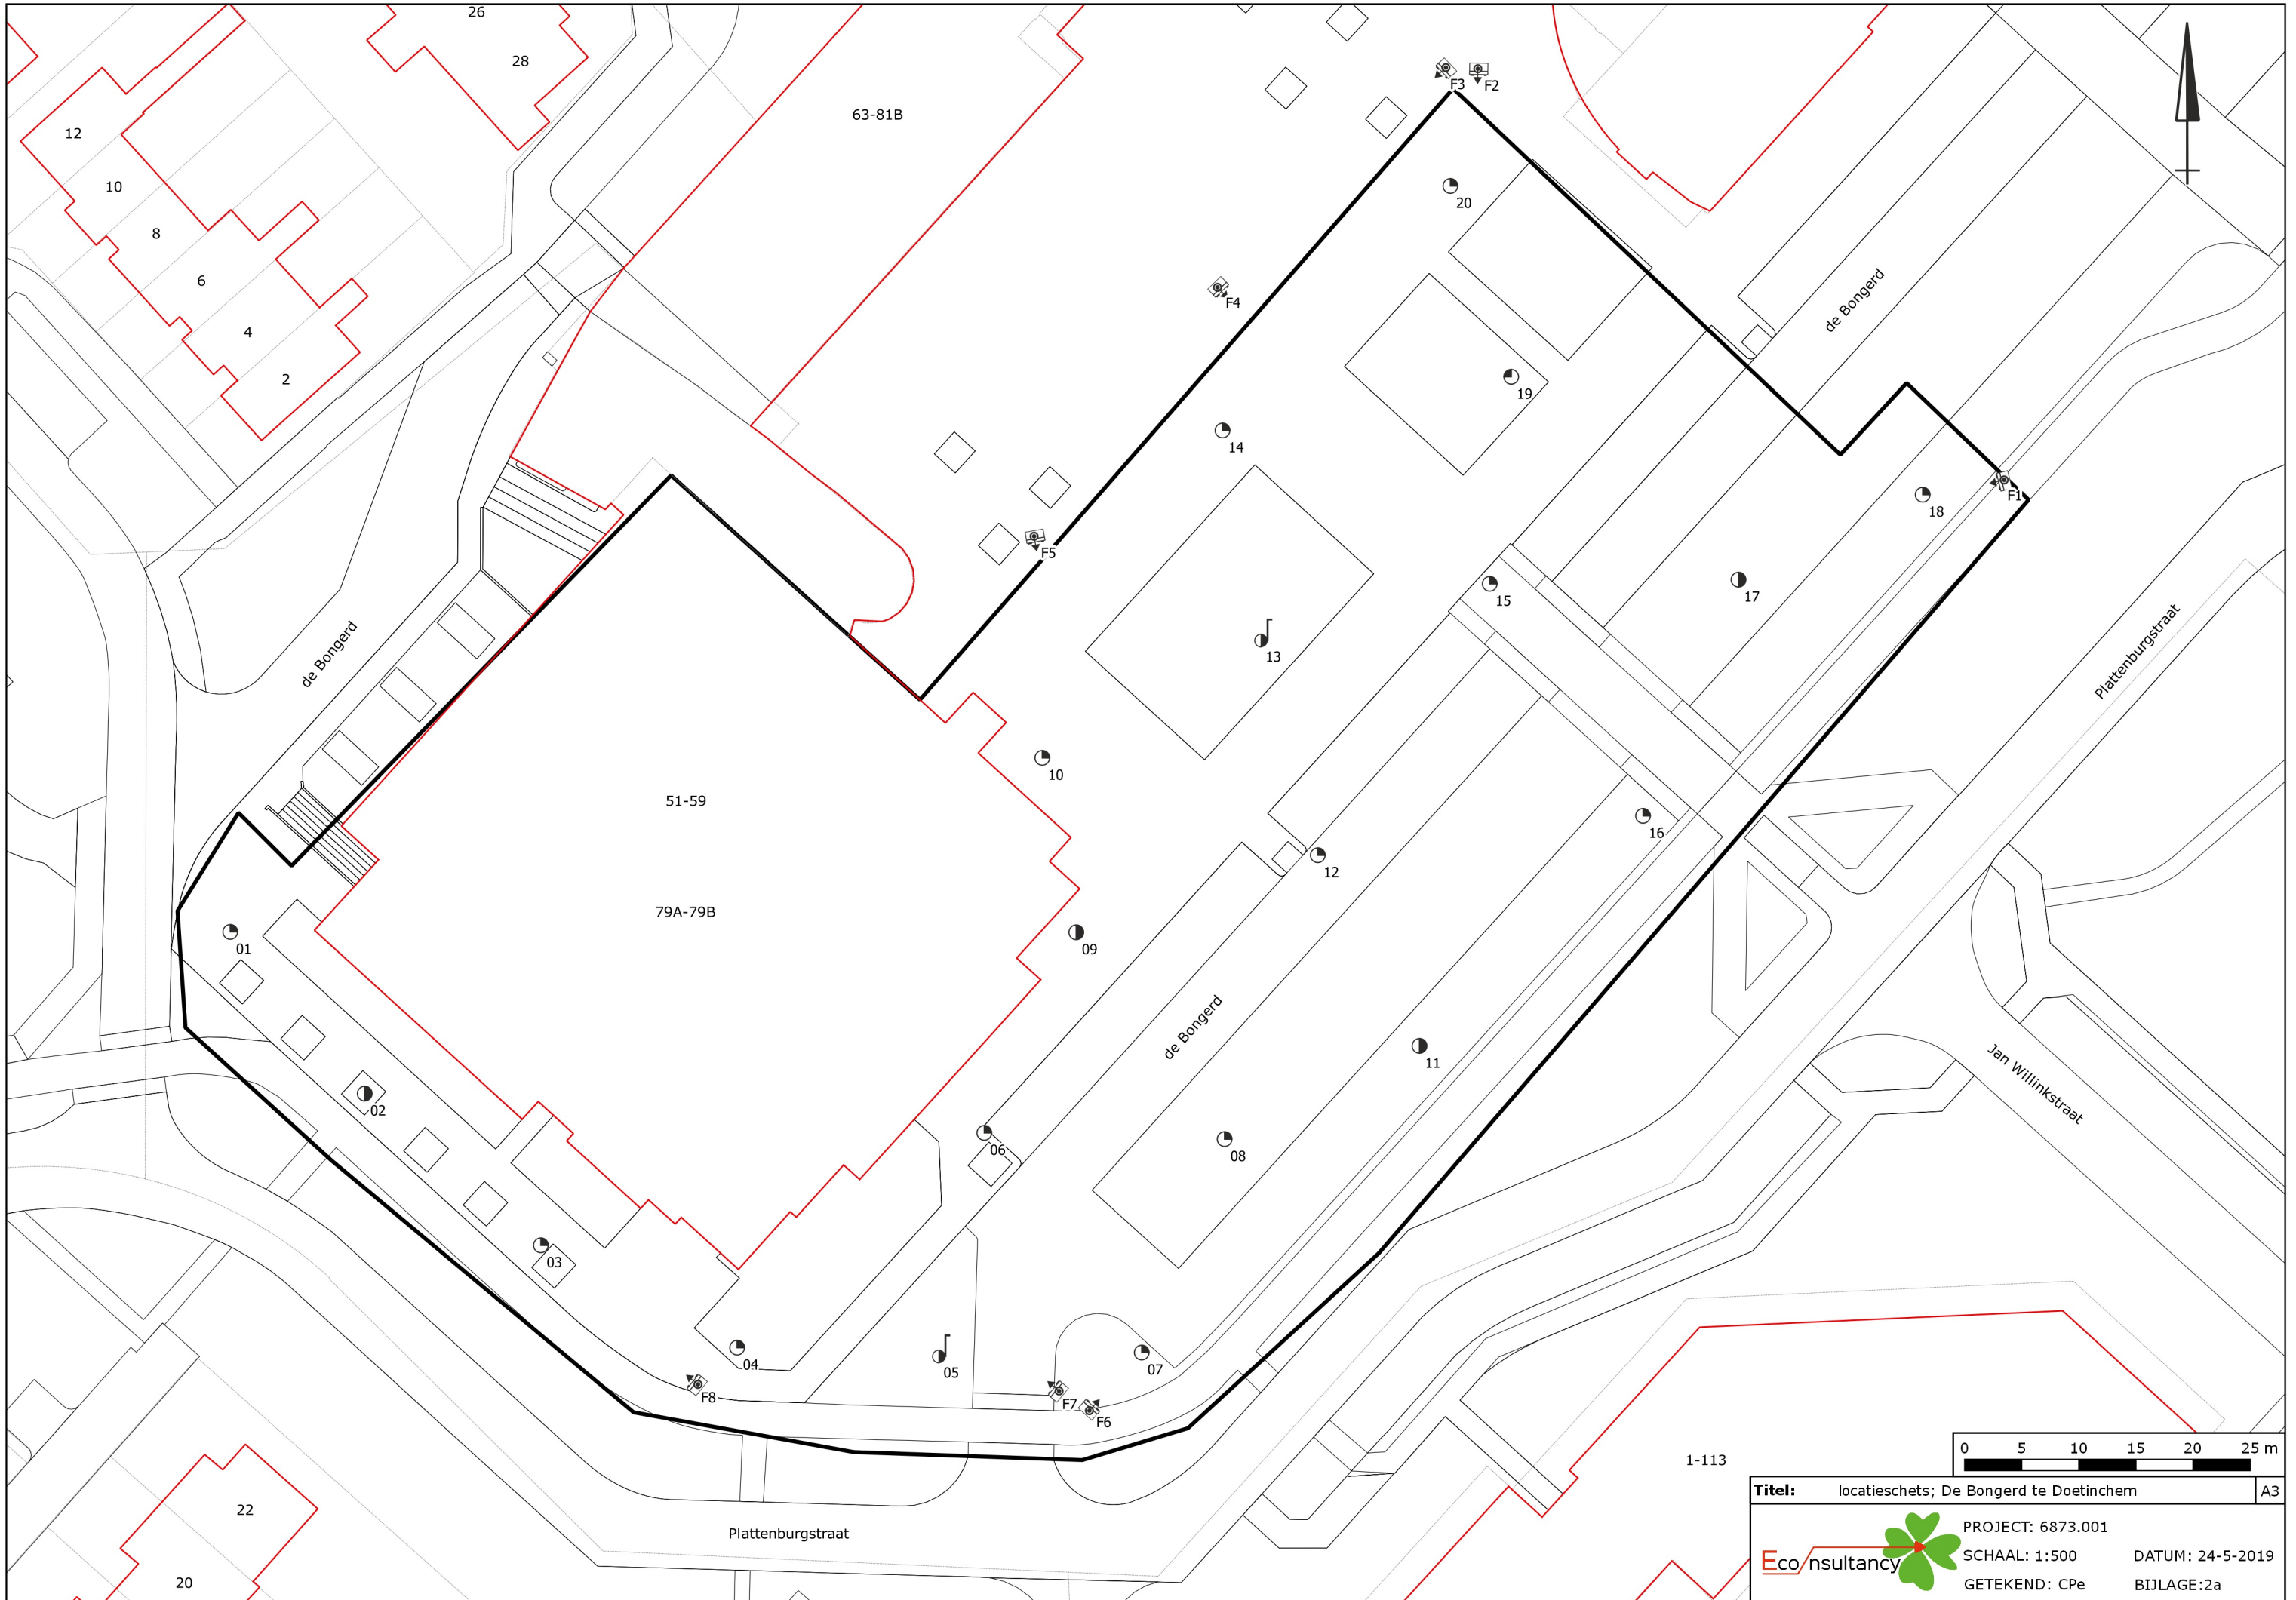 26
28
63-81B
12
10
8
6
4
2
F3
F2
20
F4
de Bongerd
19
14
F1
18
F5
15
17
13
de Bongerd
Plattenburgstraat
10
51-59
16
12
79A-79B
01
09
de Bongerd
11
Jan Willinkstraat
02
06
08
03
04
05
07
F8
F7
F6
1-113
22
Plattenburgstraat
20
0 5 10 15 20 25 m
Titel: locatieschets; De Bongerd te Doetinchem A3
Econsultancy
PROJECT: 6873.001
SCHAAL: 1:500 DATUM: 24-5-2019
GETEKEND: CPe BIJLAGE:2a